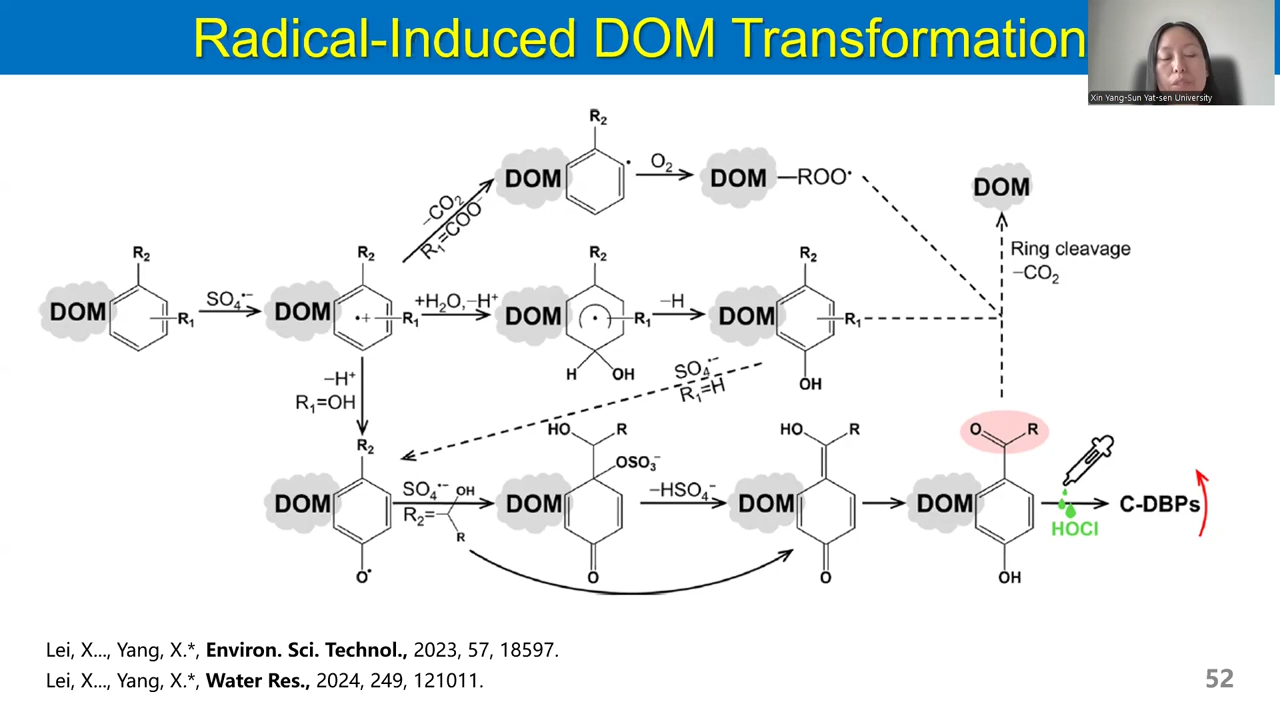 Radical-Induced DOM Transformation
Xin Yang-Sun Yat-sen University
R₂
DOM
O₂
DOM
—ROO•
–CO₂
R₁=COO⁻
DOM
Ring cleavage
–CO₂
R₂
DOM
R₁
SO₄•⁻
R₂
DOM
•+
R₁
+H₂O,–H⁺
R₂
DOM
(•)
R₁
H
OH
–H
R₂
DOM
R₁
OH
–H⁺
R₁=OH
SO₄•⁻
R₁=H
R₂
DOM
O•
SO₄•⁻
R₂=
OH
R
HO
R
OSO₃⁻
DOM
O
–HSO₄⁻
HO
R
DOM
O
O
R
DOM
OH
HOCl
C-DBPs
Lei, X..., Yang, X.*, Environ. Sci. Technol., 2023, 57, 18597.
Lei, X..., Yang, X.*, Water Res., 2024, 249, 121011.
52